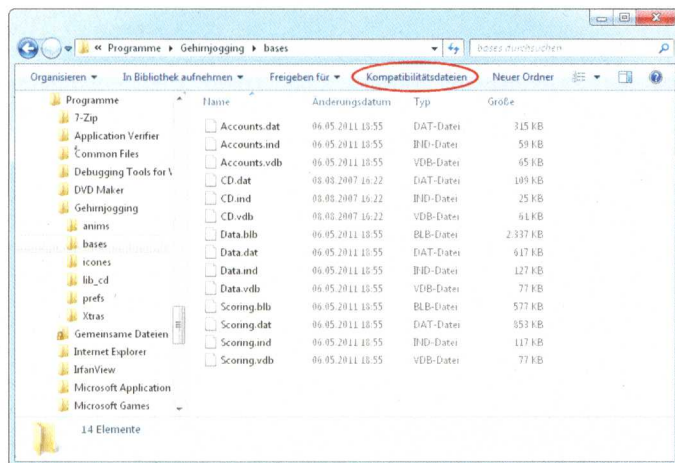 « Programme ▸ Gehirnjogging ▸ bases
bases durchsuchen
Organisieren ▾ In Bibliothek aufnehmen ▾ Freigeben für ▾ Kompatibilitätsdateien Neuer Ordner
Programme
7-Zip
Application Verifier
Common Files
Debugging Tools for
DVD Maker
Gehirnjogging
anims
bases
icones
lib_cd
prefs
Xtras
Gemeinsame Dateien
Internet Explorer
IrfanView
Microsoft Application
Microsoft Games
Name Änderungsdatum Typ Größe
Accounts.dat 06.05.2011 18:55 DAT-Datei 315 KB
Accounts.ind 06.05.2011 18:55 IND-Datei 59 KB
Accounts.vdb 06.05.2011 18:55 VDB-Datei 65 KB
CD.dat 08.08.2007 16:22 DAT-Datei 109 KB
CD.ind 08.08.2007 16:22 IND-Datei 25 KB
CD.vdb 08.08.2007 16:22 VDB-Datei 61 KB
Data.blb 06.05.2011 18:55 BLB-Datei 2.337 KB
Data.dat 06.05.2011 18:55 DAT-Datei 617 KB
Data.ind 06.05.2011 18:55 IND-Datei 127 KB
Data.vdb 06.05.2011 18:55 VDB-Datei 77 KB
Scoring.blb 06.05.2011 18:55 BLB-Datei 577 KB
Scoring.dat 06.05.2011 18:55 DAT-Datei 853 KB
Scoring.ind 06.05.2011 18:55 IND-Datei 117 KB
Scoring.vdb 06.05.2011 18:55 VDB-Datei 77 KB
14 Elemente